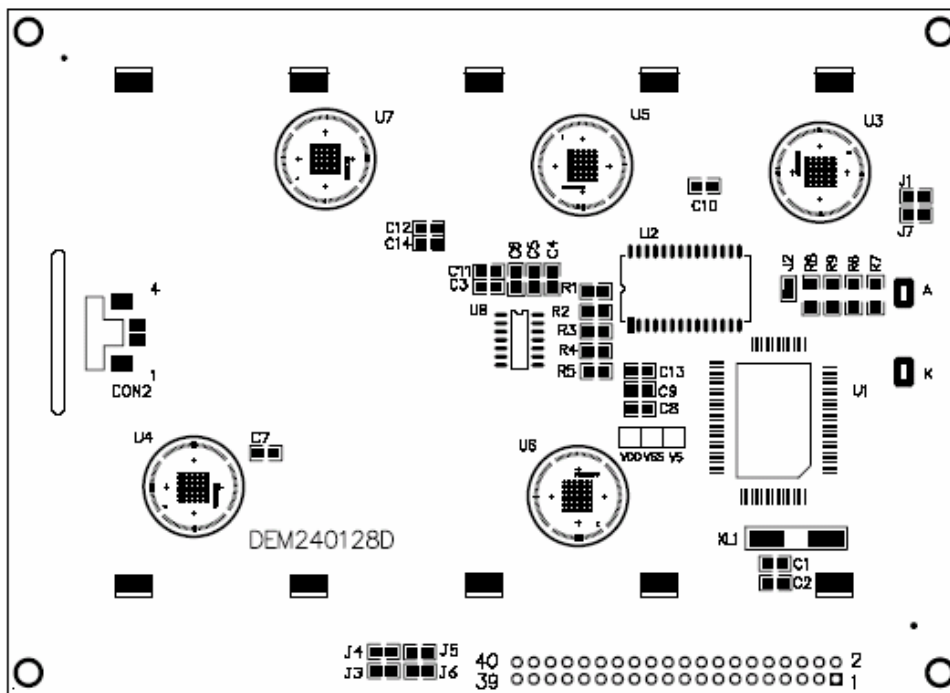 U7
U5
U3
C10
J1
J7
C12
C14
U2
C11
C3
C6
C5
C4
R1
R2
R3
R4
R5
U8
J2
R8
R9
R6
R7
A
K
4
1
CON2
C13
C9
C8
U1
VDD
VSS
V5
U4
C7
U6
DEM240128D
XL1
C1
C2
J4
J5
J3
J6
40
2
39
1